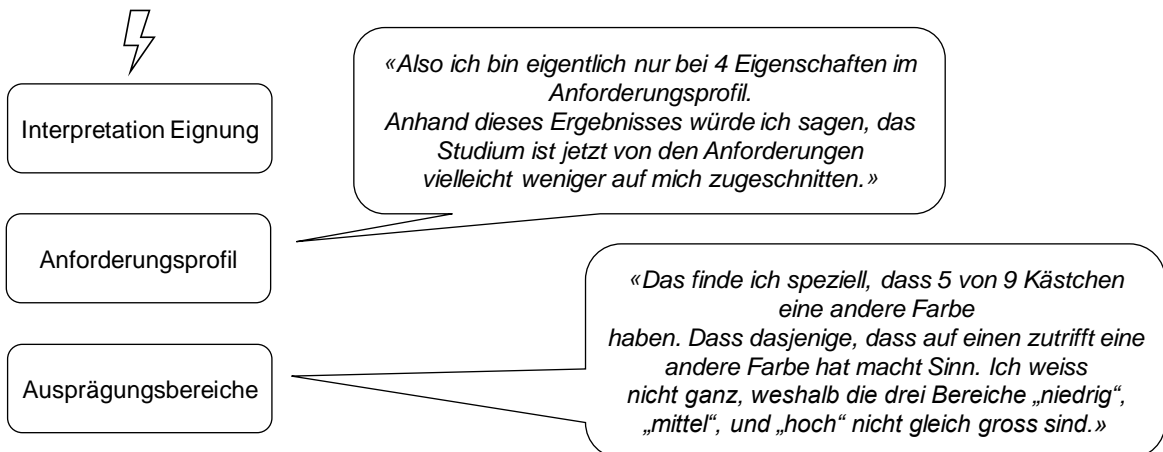 «Also ich bin eigentlich nur bei 4 Eigenschaften im
Anforderungsprofil.
Anhand dieses Ergebnisses würde ich sagen, das
Studium ist jetzt von den Anforderungen
vielleicht weniger auf mich zugeschnitten.»
Interpretation Eignung
Anforderungsprofil
«Das finde ich speziell, dass 5 von 9 Kästchen
eine andere Farbe
haben. Dass dasjenige, dass auf einen zutrifft eine
andere Farbe hat macht Sinn. Ich weiss
nicht ganz, weshalb die drei Bereiche „niedrig“,
„mittel“, und „hoch“ nicht gleich gross sind.»
Ausprägungsbereiche